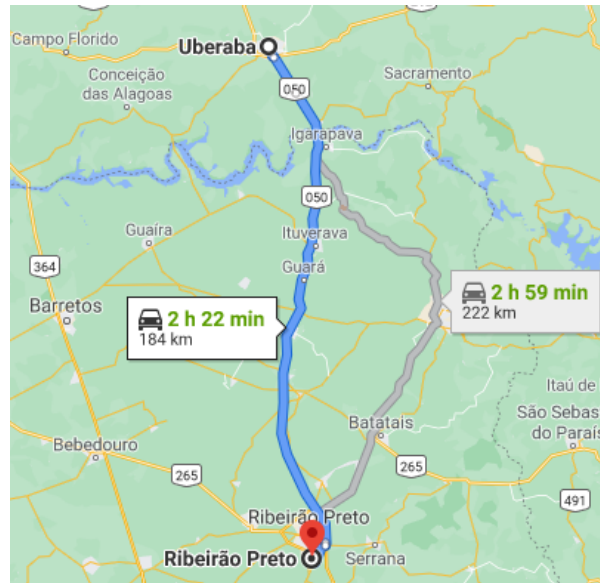 Campo Florido
Uberaba
Conceição
das Alagoas
050
Sacramento
Igarapava
050
Guaíra
Ituverava
Guará
364
Barretos
2 h 22 min
184 km
2 h 59 min
222 km
Itaú de
São Sebas
do Paraís
Batatais
Bebedouro
265
265
491
Ribeirão Preto
Ribeirão Preto
Serrana